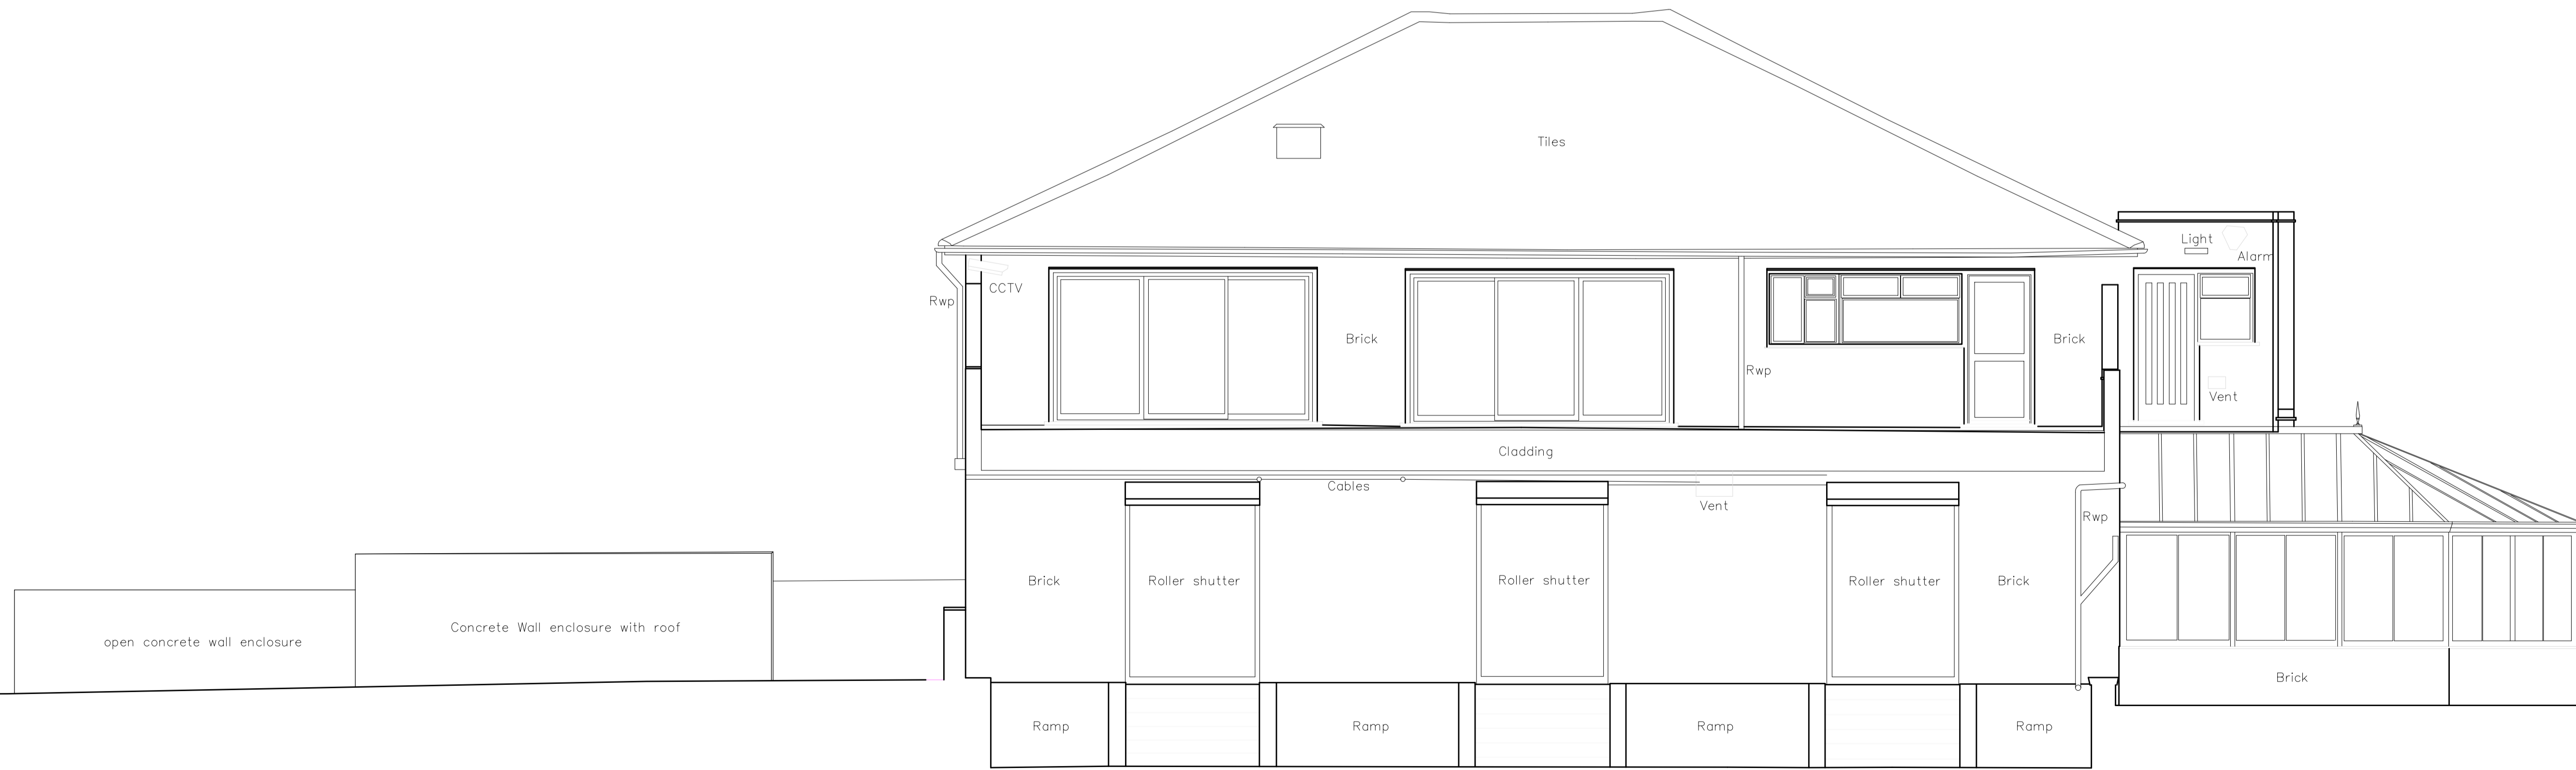 Tiles
Light
Alarm
CCTV
Rwp
Brick
Brick
Rwp
Vent
Cladding
Cables
Vent
Rwp
Brick
Roller shutter
Roller shutter
Roller shutter
Brick
Concrete Wall enclosure with roof
open concrete wall enclosure
Brick
Ramp
Ramp
Ramp
Ramp